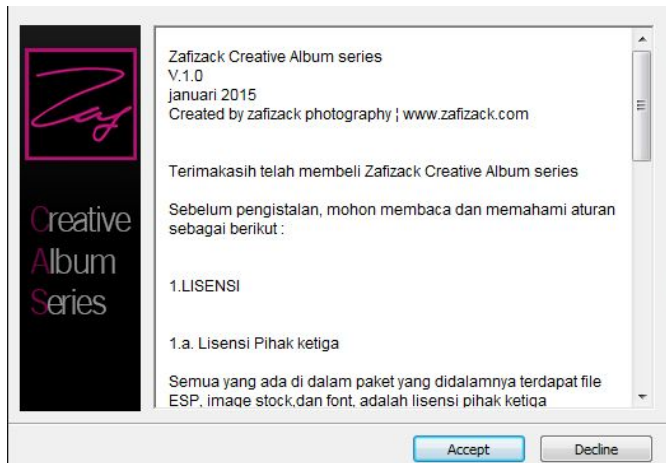 Zaf
Creative
Album
Series
Zafizack Creative Album series
V.1.0
januari 2015
Created by zafizack photography ¦ www.zafizack.com
Terimakasih telah membeli Zafizack Creative Album series
Sebelum pengistalan, mohon membaca dan memahami aturan
sebagai berikut :
1.LISENSI
1.a. Lisensi Pihak ketiga
Semua yang ada di dalam paket yang didalamnya terdapat file
ESP, image stock,dan font, adalah lisensi pihak ketiga
Accept
Decline